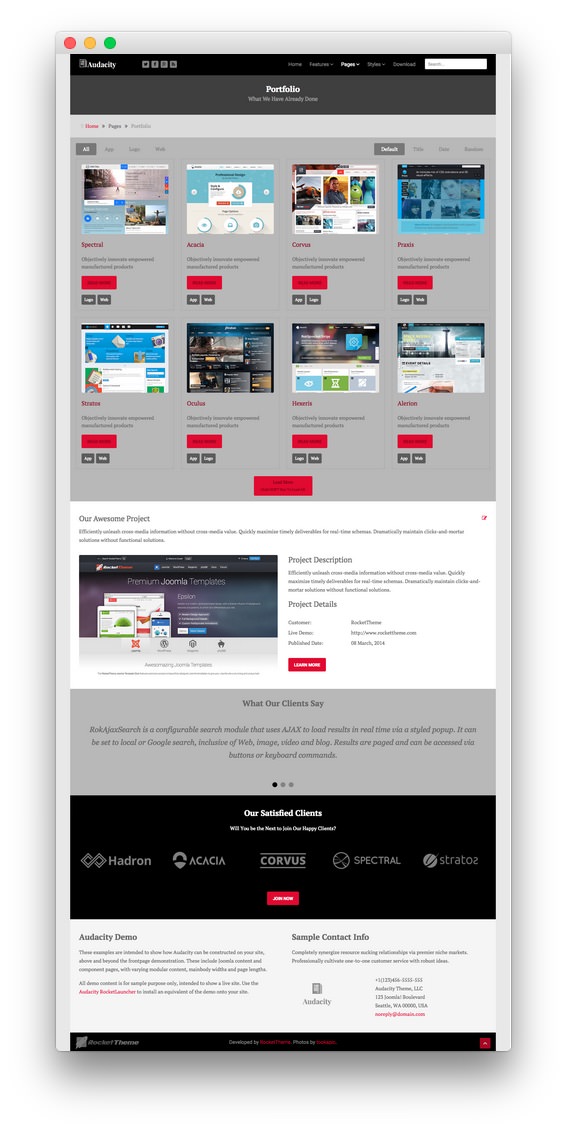 Audacity
Home Features Pages Styles Download Search...
Portfolio
What We Have Already Done
Home Pages Portfolio
All App Logo Web Default Title Date Random
Spectral Acacia Corvus Praxis
Objectively innovate empowered Objectively innovate empowered Objectively innovate empowered Objectively innovate empowered
manufactured products manufactured products manufactured products manufactured products
READ MORE READ MORE READ MORE READ MORE
Logo Web App Web App Logo App Web
Stratos Oculus Hexeris Alerion
Objectively innovate empowered Objectively innovate empowered Objectively innovate empowered Objectively innovate empowered
manufactured products manufactured products manufactured products manufactured products
READ MORE READ MORE READ MORE READ MORE
App Web App Logo Logo Web App Web
Load More
Our Awesome Project
Efficiently unleash cross-media information without cross-media value. Quickly maximize timely deliverables for real-time schemas. Dramatically maintain clicks-and-mortar
solutions without functional solutions.
RocketTheme
Premium Joomla Templates
Epsilon
Awesomazing Joomla Templates
Project Description
Efficiently unleash cross-media information without cross-media value. Quickly
maximize timely deliverables for real-time schemas. Dramatically maintain clicks-and-
mortar solutions without functional solutions.
Project Details
Customer: RocketTheme
Live Demo: http://www.rockettheme.com
Published Date: 08 March, 2014
LEARN MORE
What Our Clients Say
RokAjaxSearch is a configurable search module that uses AJAX to load results in real time via a styled popup. It can
be set to local or Google search, inclusive of Web, image, video and blog. Results are paged and can be accessed via
buttons or keyboard commands.
Our Satisfied Clients
Will You be the Next to Join Our Happy Clients?
Hadron ACACIA CORVUS SPECTRAL stratos
JOIN NOW
Audacity Demo
These examples are intended to show how Audacity can be constructed on your site,
above and beyond the frontpage demonstration. These include Joomla content and
component pages, with varying modular content, mainbody widths and page lengths.
All demo content is for sample purpose only, intended to show a live site. Use the
Audacity RocketLauncher to install an equivalent of the demo onto your site.
Sample Contact Info
Completely synergize resource sucking relationships via premier niche markets.
Professionally cultivate one-to-one customer service with robust ideas.
Audacity
+1(123)456-5555-555
Audacity Theme, LLC
123 Joomla! Boulevard
Seattle, WA 00000, USA
noreply@domain.com
RocketTheme
Developed by RocketTheme. Photos by